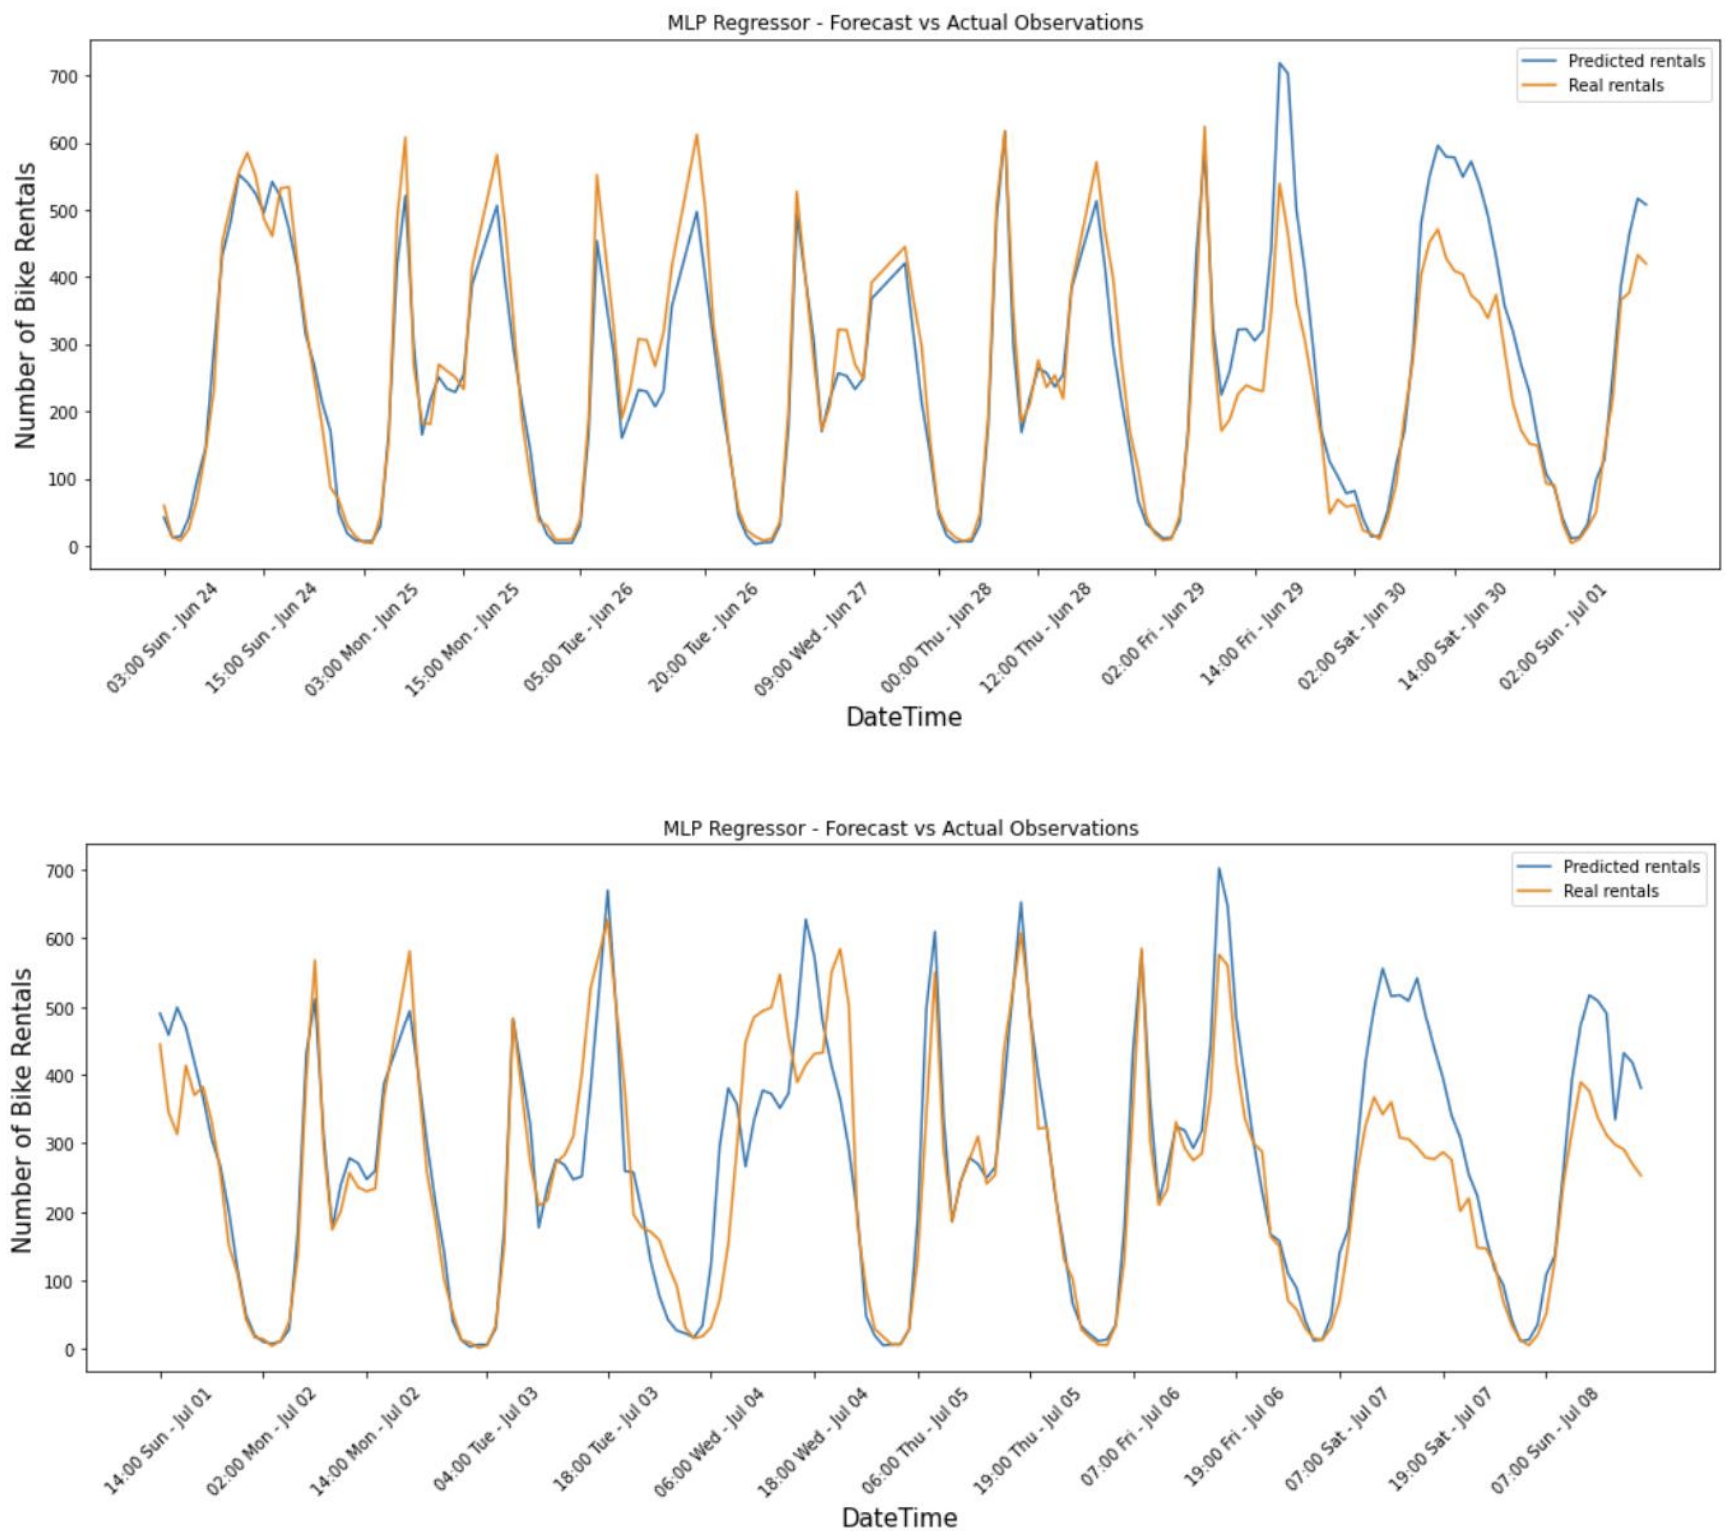 MLP Regressor - Forecast vs Actual Observations
Predicted rentals
Real rentals
Number of Bike Rentals
700
600
500
400
300
200
100
0
03:00 Sun - Jun 24
15:00 Sun - Jun 24
03:00 Mon - Jun 25
15:00 Mon - Jun 25
05:00 Tue - Jun 26
20:00 Tue - Jun 26
09:00 Wed - Jun 27
00:00 Thu - Jun 28
12:00 Thu - Jun 28
02:00 Fri - Jun 29
14:00 Fri - Jun 29
02:00 Sat - Jun 30
14:00 Sat - Jun 30
02:00 Sun - Jul 01
DateTime
MLP Regressor - Forecast vs Actual Observations
Predicted rentals
Real rentals
Number of Bike Rentals
700
600
500
400
300
200
100
0
14:00 Sun - Jul 01
02:00 Mon - Jul 02
14:00 Mon - Jul 02
04:00 Tue - Jul 03
18:00 Tue - Jul 03
06:00 Wed - Jul 04
18:00 Wed - Jul 04
06:00 Thu - Jul 05
19:00 Thu - Jul 05
07:00 Fri - Jul 06
19:00 Fri - Jul 06
07:00 Sat - Jul 07
19:00 Sat - Jul 07
07:00 Sun - Jul 08
DateTime